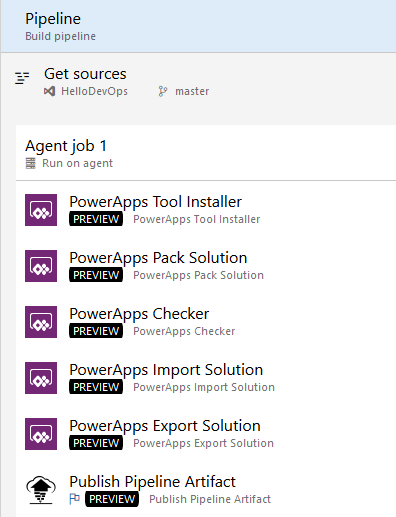 Pipeline
Build pipeline
Get sources
HelloDevOps master
Agent job 1
Run on agent
PowerApps Tool Installer
PREVIEW PowerApps Tool Installer
PowerApps Pack Solution
PREVIEW PowerApps Pack Solution
PowerApps Checker
PREVIEW PowerApps Checker
PowerApps Import Solution
PREVIEW PowerApps Import Solution
PowerApps Export Solution
PREVIEW PowerApps Export Solution
Publish Pipeline Artifact
PREVIEW Publish Pipeline Artifact